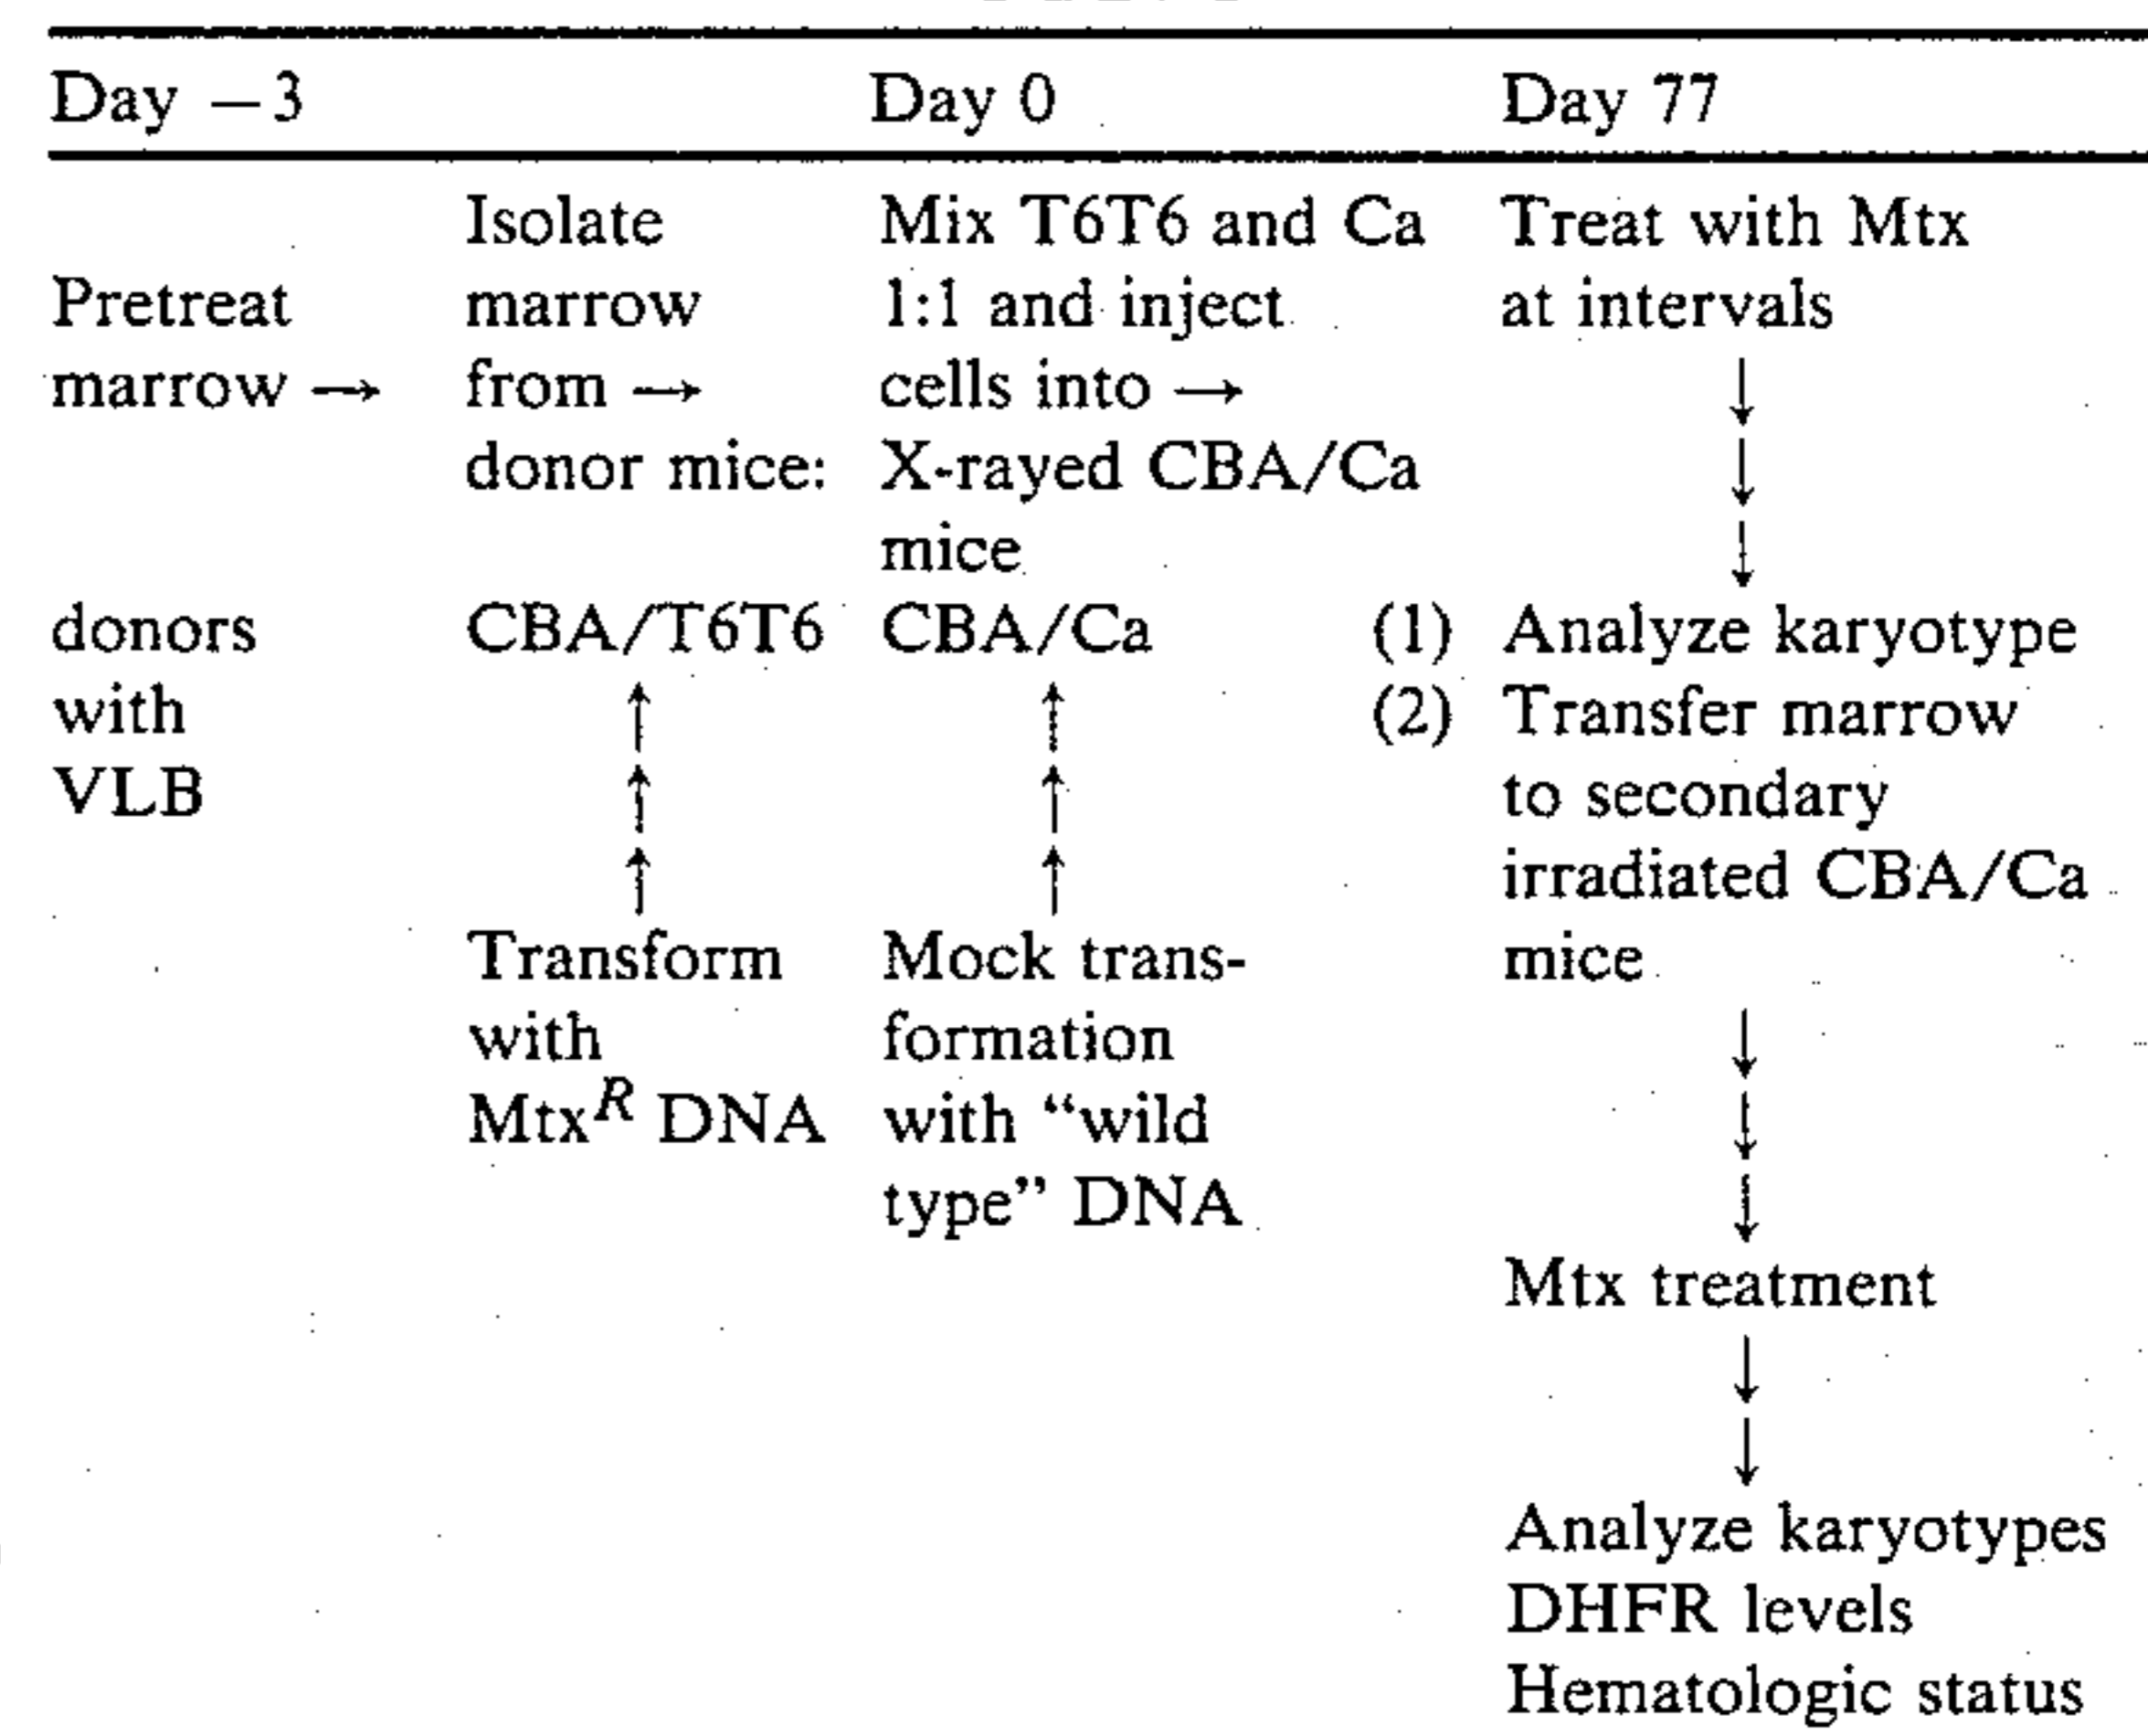 Day −3 Day 0 Day 77
Isolate Mix T6T6 and Ca Treat with Mtx
Pretreat marrow 1:1 and inject at intervals
marrow → from → cells into → ↓
donor mice: X-rayed CBA/Ca ↓
mice ↓
donors CBA/T6T6 CBA/Ca (1) Analyze karyotype
with ↑ ↑ (2) Transfer marrow
VLB ↑ ↑ to secondary
↑ ↑ irradiated CBA/Ca
Transform Mock trans- mice
with formation ↓
Mtx^R DNA with “wild ↓
type” DNA ↓
Mtx treatment
↓
↓
Analyze karyotypes
DHFR levels
Hematologic status